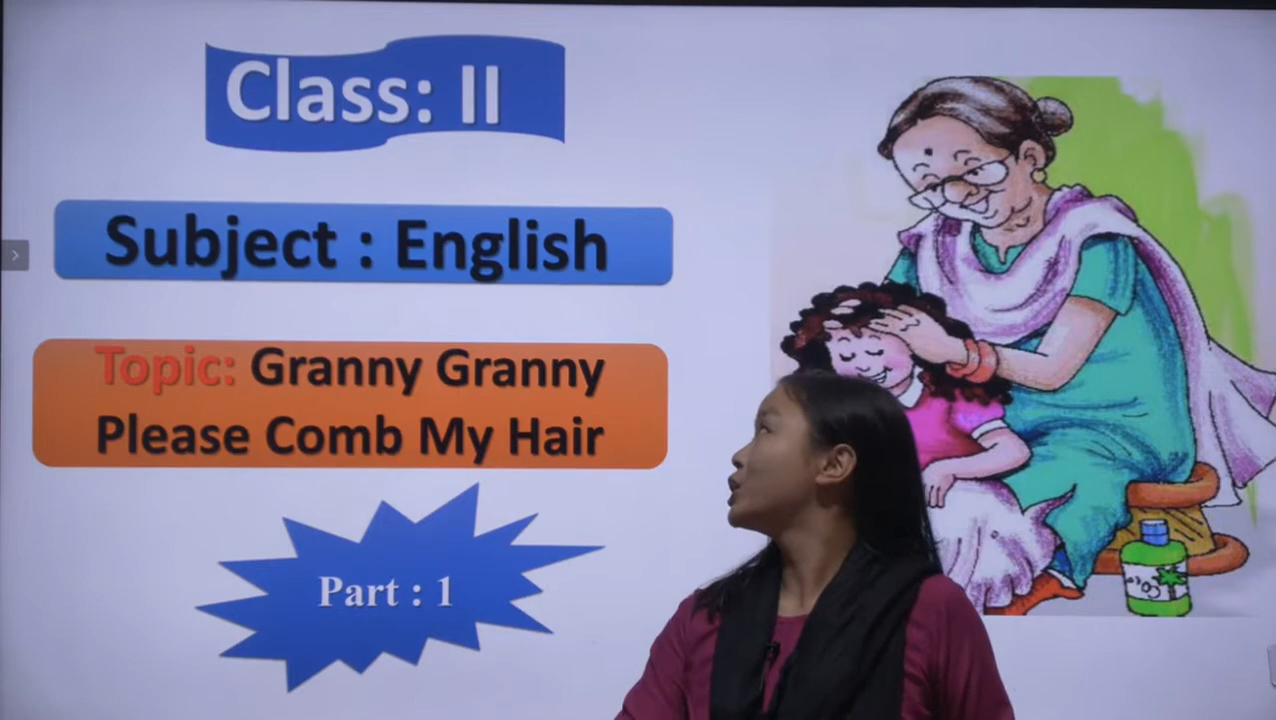 Class: II
Subject : English
Topic: Granny Granny
Please Comb My Hair
Part : 1